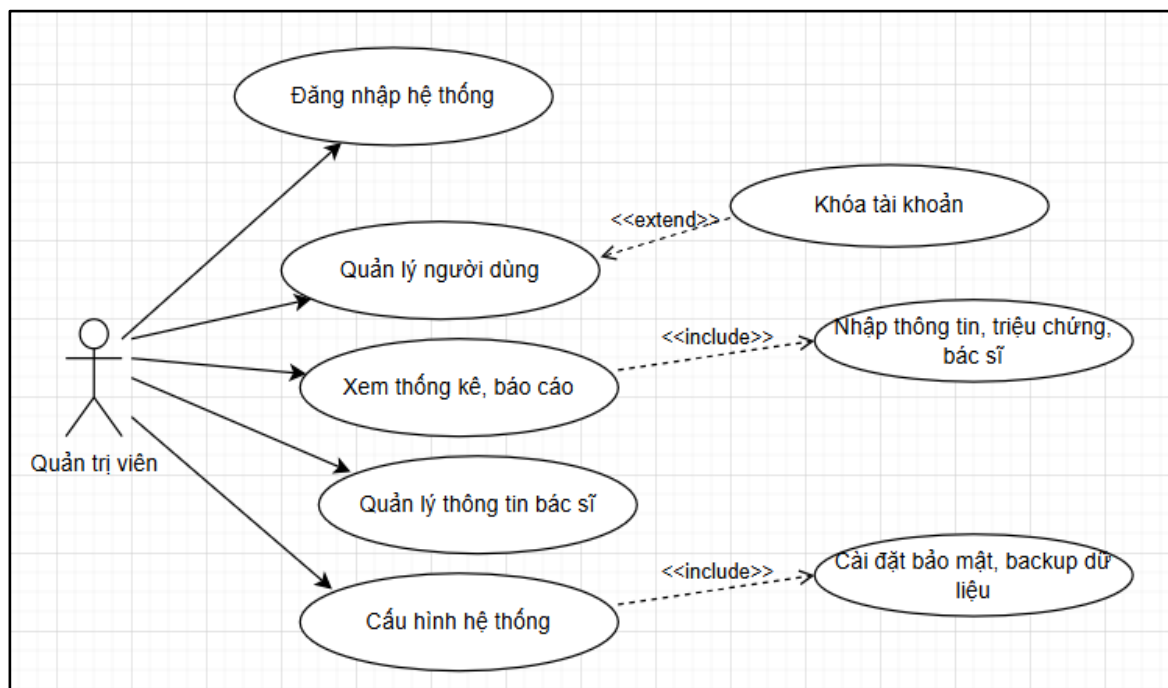 Đăng nhập hệ thống
Khóa tài khoản
<<extend>>
Quản lý người dùng
<<include>>
Nhập thông tin, triệu chứng,
bác sĩ
Xem thống kê, báo cáo
Quản trị viên
Quản lý thông tin bác sĩ
<<include>>
Cài đặt bảo mật, backup dữ
liệu
Cấu hình hệ thống